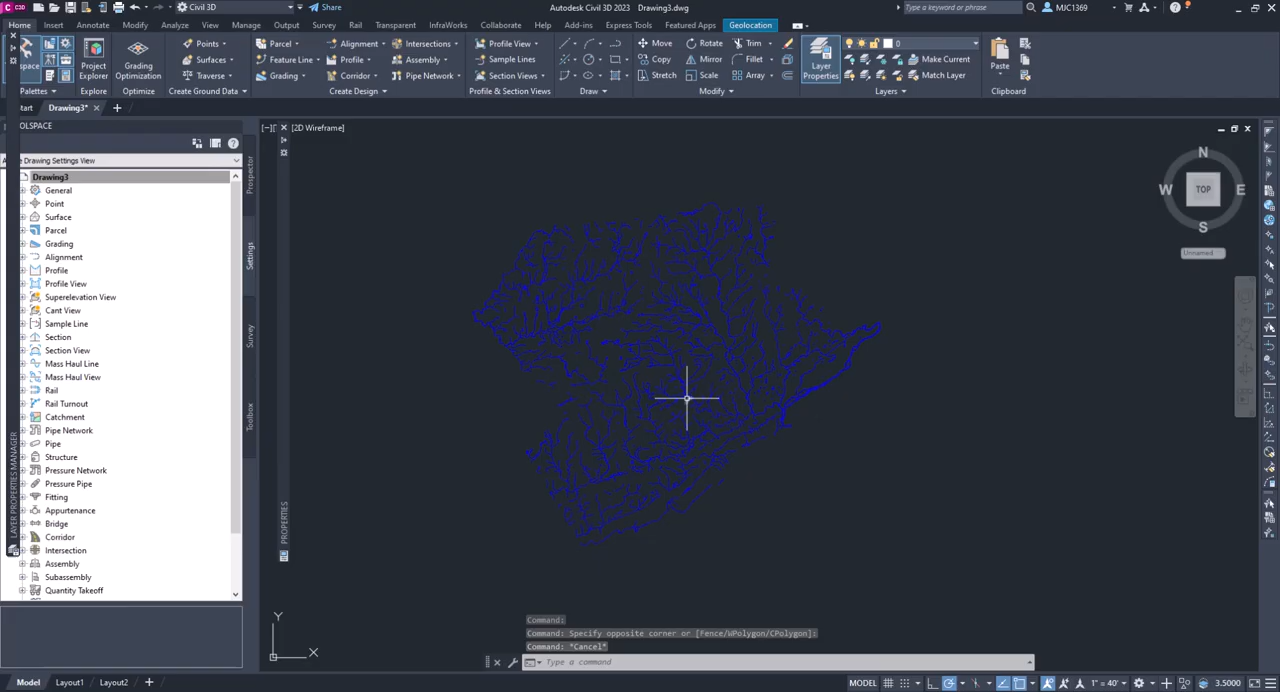 C3D Civil 3D Share Autodesk Civil 3D 2023 Drawing3.dwg Type a keyword or phrase MJC1369
Home Insert Annotate Modify Analyze View Manage Output Survey Rail Transparent InfraWorks Collaborate Help Add-ins Express Tools Featured Apps Geolocation
Points Parcel Alignment Intersections Profile View Move Rotate Trim 0
Project Explorer Grading Optimization Surfaces Feature Line Profile Assembly Sample Lines Copy Mirror Fillet Layer Properties Make Current Paste
Traverse Grading Corridor Pipe Network Section Views Stretch Scale Array Match Layer
Palettes Explore Optimize Create Ground Data Create Design Profile & Section Views Draw Modify Layers Clipboard
tart Drawing3* +
OLSPACE
[−] [2D Wireframe]
e Drawing Settings View
Drawing3
General
Point
Surface
Parcel
Grading
Alignment
Profile
Profile View
Superelevation View
Cant View
Sample Line
Section
Section View
Mass Haul Line
Mass Haul View
Rail
Rail Turnout
Catchment
Pipe Network
Pipe
Structure
Pressure Network
Pressure Pipe
Fitting
Appurtenance
Bridge
Corridor
Intersection
Assembly
Subassembly
Quantity Takeoff
Prospector
Settings
Survey
Toolbox
LAYER PROPERTIES MANAGER
PROPERTIES
N
W TOP E
S
Unnamed
Y
X
Command:
Command: Specify opposite corner or [Fence/WPolygon/CPolygon]:
Command: *Cancel*
Type a command
Model Layout1 Layout2 + MODEL 1" = 40' 3.5000